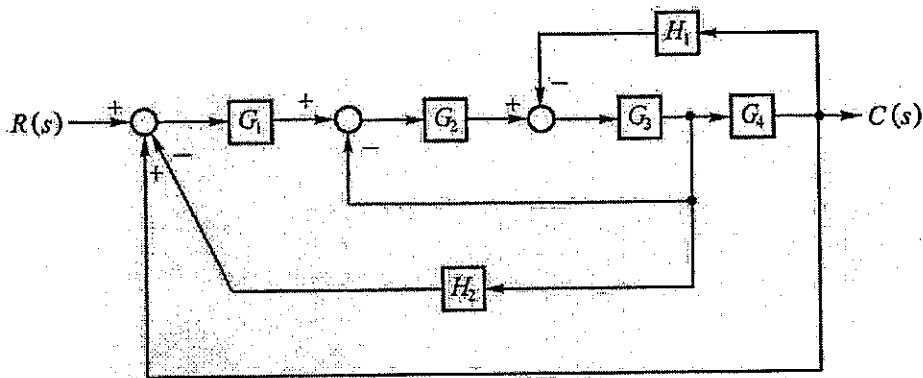 H₁
−
+
+
+
R(s)
G₁
G₂
G₃
G₄
C(s)
−
−
+
H₂